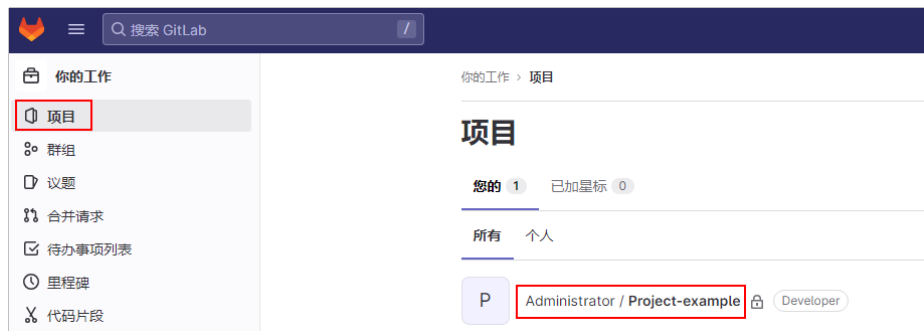 搜索 GitLab /
你的工作
项目
群组
议题
合并请求
待办事项列表
里程碑
代码片段
你的工作 › 项目
项目
您的 1 已加星标 0
所有 个人
P Administrator / Project-example Developer